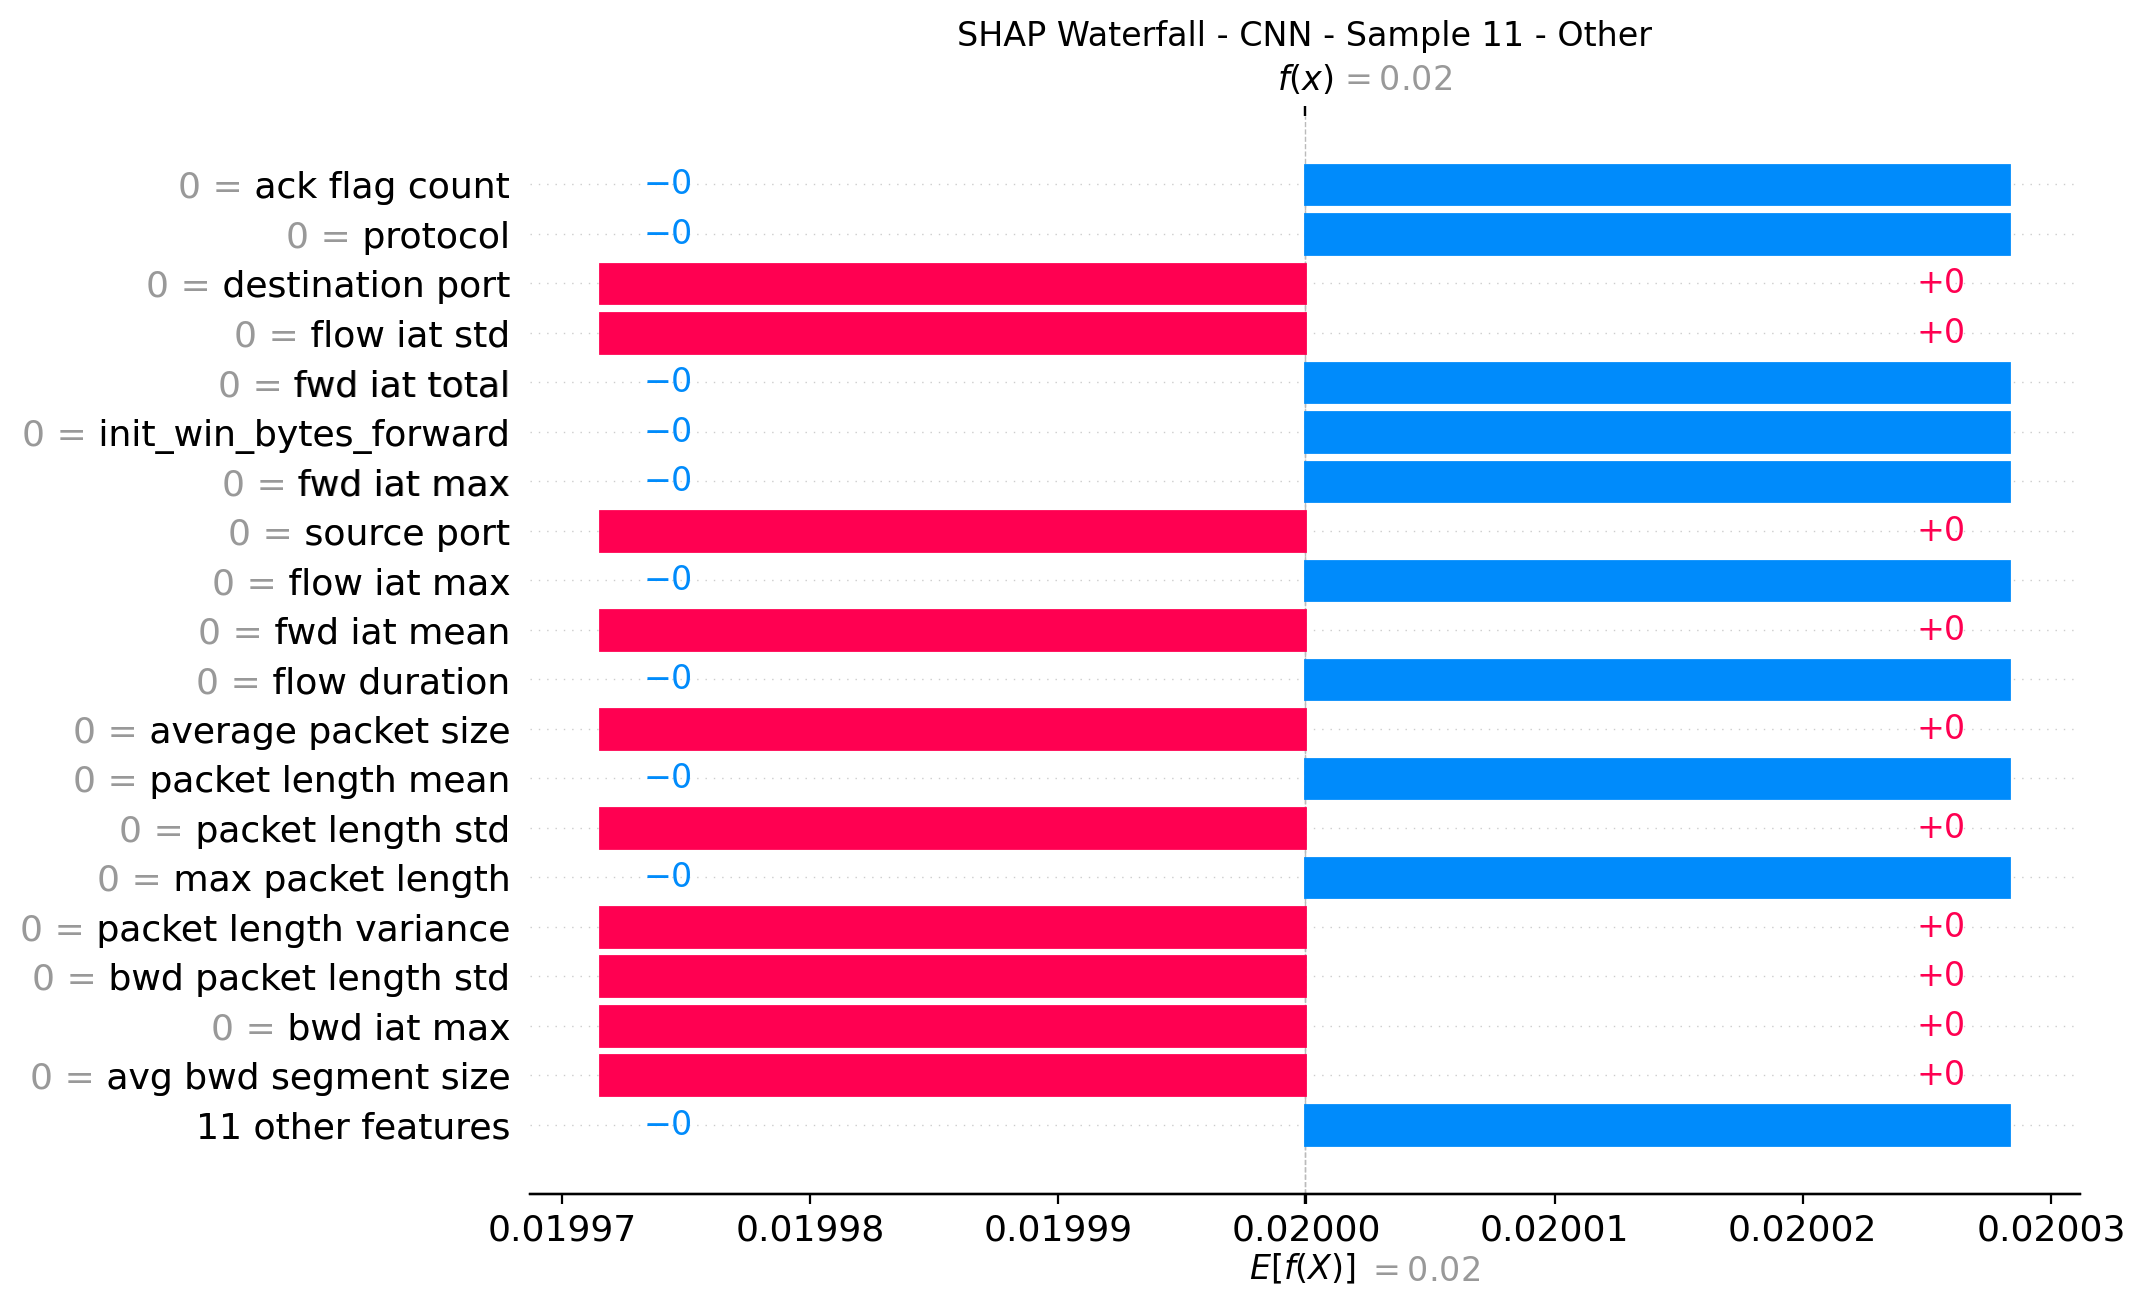 SHAP Waterfall - CNN - Sample 11 - Other
f(x) = 0.02
0 = ack flag count −0
0 = protocol −0
0 = destination port +0
0 = flow iat std +0
0 = fwd iat total −0
0 = init_win_bytes_forward −0
0 = fwd iat max −0
0 = source port +0
0 = flow iat max −0
0 = fwd iat mean +0
0 = flow duration −0
0 = average packet size +0
0 = packet length mean −0
0 = packet length std +0
0 = max packet length −0
0 = packet length variance +0
0 = bwd packet length std +0
0 = bwd iat max +0
0 = avg bwd segment size +0
11 other features −0
0.01997 0.01998 0.01999 0.02000 0.02001 0.02002 0.02003
E[f(X)] = 0.02